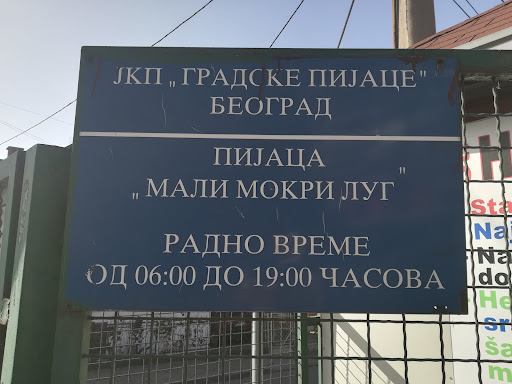 ЈКП „ГРАДСКЕ ПИЈАЦЕ"
БЕОГРАД
ПИЈАЦА
„МАЛИ МОКРИ ЛУГ"
РАДНО ВРЕМЕ
ОД 06:00 ДО 19:00 ЧАСОВА